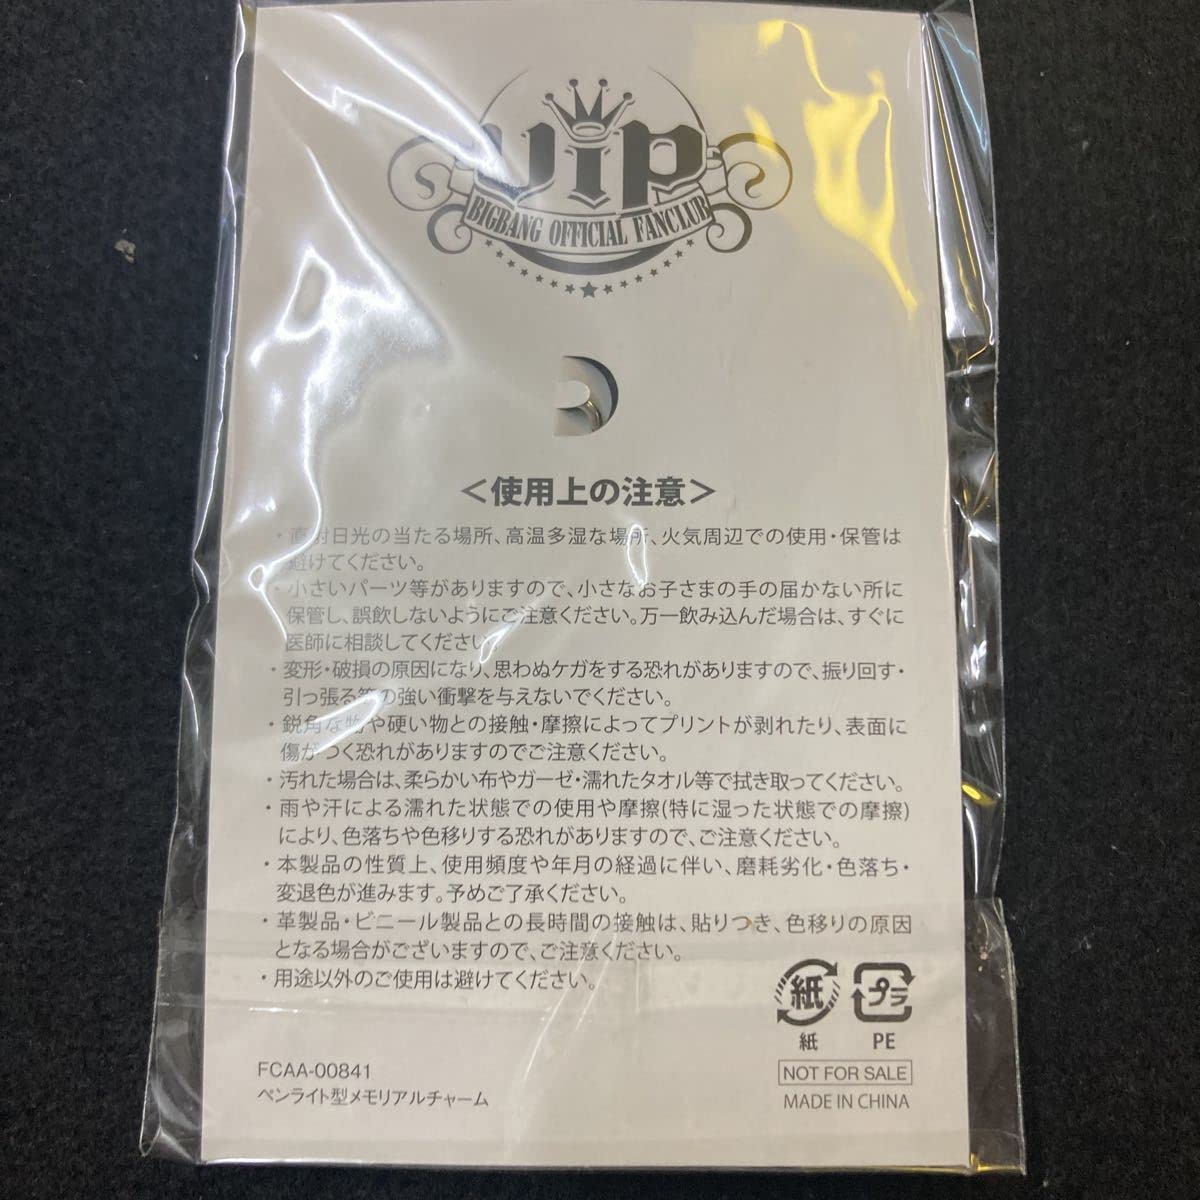 VIP
BIGBANG OFFICIAL FANCLUB
＜使用上の注意＞
・直射日光の当たる場所、高温多湿な場所、火気周辺での使用・保管は
避けてください。
・小さいパーツ等がありますので、小さなお子さまの手の届かない所に
保管し、誤飲しないようにご注意ください。万一飲み込んだ場合は、すぐに
医師に相談してください。
・変形・破損の原因になり、思わぬケガをする恐れがありますので、振り回す・
引っ張る等の強い衝撃を与えないでください。
・鋭角な物や硬い物との接触・摩擦によってプリントが剥れたり、表面に
傷がつく恐れがありますのでご注意ください。
・汚れた場合は、柔らかい布やガーゼ・濡れたタオル等で拭き取ってください。
・雨や汗による濡れた状態での使用や摩擦(特に湿った状態での摩擦)
により、色落ちや色移りする恐れがありますので、ご注意ください。
・本製品の性質上、使用頻度や年月の経過に伴い、磨耗劣化・色落ち・
変退色が進みます。予めご了承ください。
・革製品・ビニール製品との長時間の接触は、貼りつき、色移りの原因
となる場合がございますので、ご注意ください。
・用途以外のご使用は避けてください。
紙 プラ
紙 PE
FCAA-00841
ペンライト型メモリアルチャーム
NOT FOR SALE
MADE IN CHINA